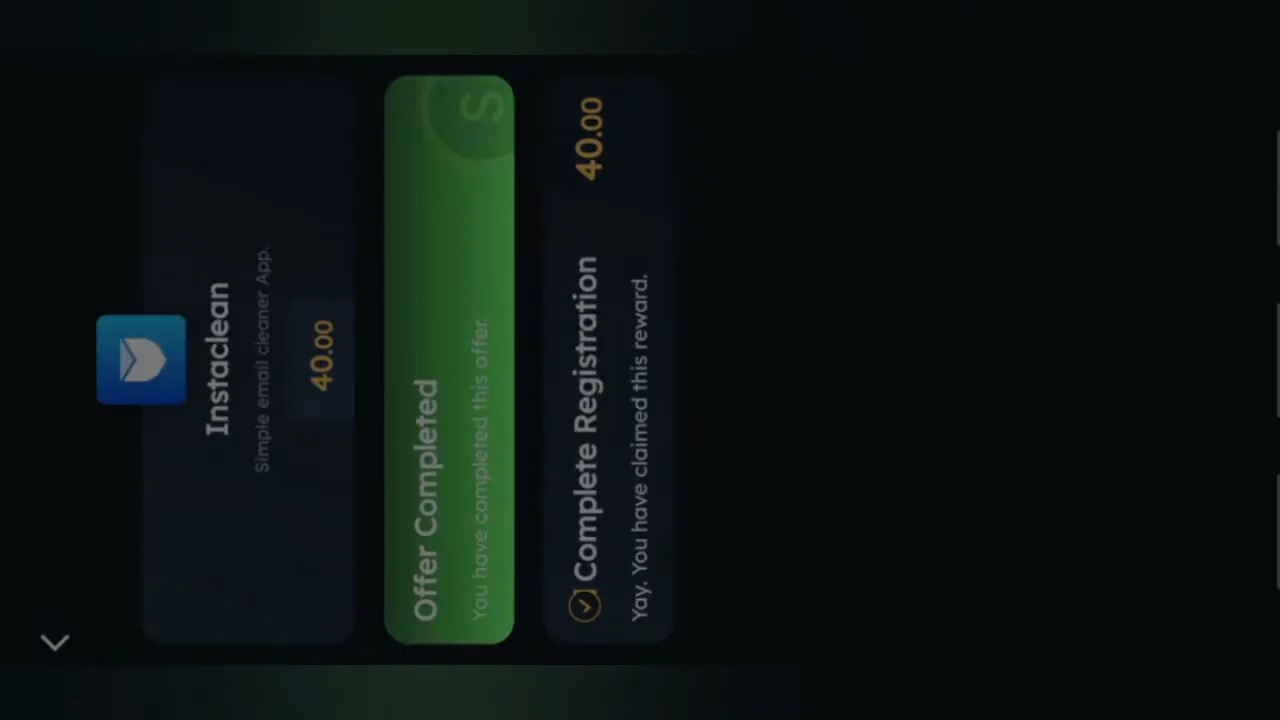 Instaclean
Simple email cleaner App.
40.00
Offer Completed
You have completed this offer.
Complete Registration
40.00
Yay. You have claimed this reward.